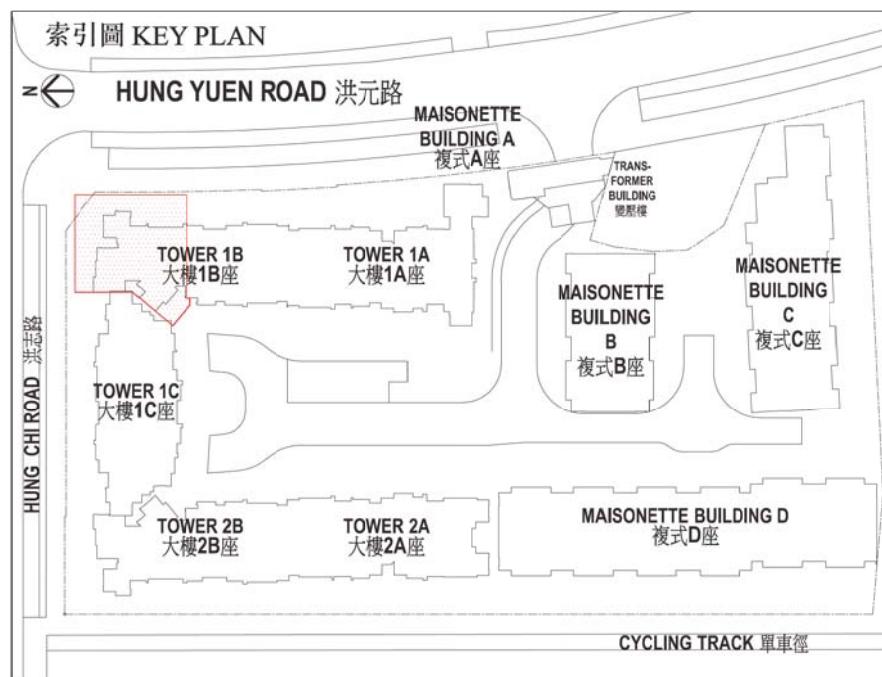 索引圖 KEY PLAN
N
HUNG YUEN ROAD 洪元路
MAISONETTE
BUILDING A
複式A座
TRANS-
FORMER
BUILDING
變壓樓
TOWER 1B
大樓1B座
TOWER 1A
大樓1A座
MAISONETTE
BUILDING
B
複式B座
MAISONETTE
BUILDING
C
複式C座
HUNG CHI ROAD 洪志路
TOWER 1C
大樓1C座
TOWER 2B
大樓2B座
TOWER 2A
大樓2A座
MAISONETTE BUILDING D
複式D座
CYCLING TRACK 單車徑